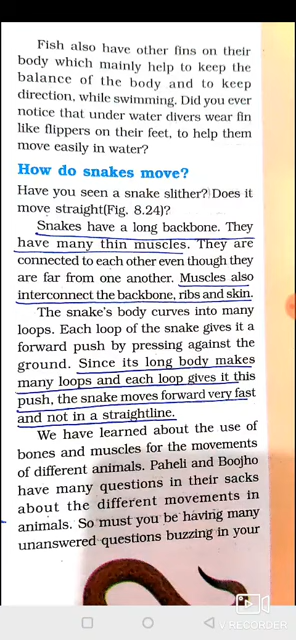 Fish also have other fins on their
body which mainly help to keep the
balance of the body and to keep
direction, while swimming. Did you ever
notice that under water divers wear fin
like flippers on their feet, to help them
move easily in water?
How do snakes move?
Have you seen a snake slither? Does it
move straight(Fig. 8.24)?
Snakes have a long backbone. They
have many thin muscles. They are
connected to each other even though they
are far from one another. Muscles also
interconnect the backbone, ribs and skin.
The snake's body curves into many
loops. Each loop of the snake gives it a
forward push by pressing against the
ground. Since its long body makes
many loops and each loop gives it this
push, the snake moves forward very fast
and not in a straightline.
We have learned about the use of
bones and muscles for the movements
of different animals. Paheli and Boojho
have many questions in their sacks
about the different movements in
animals. So must you be having many
unanswered questions buzzing in your
V RECORDER